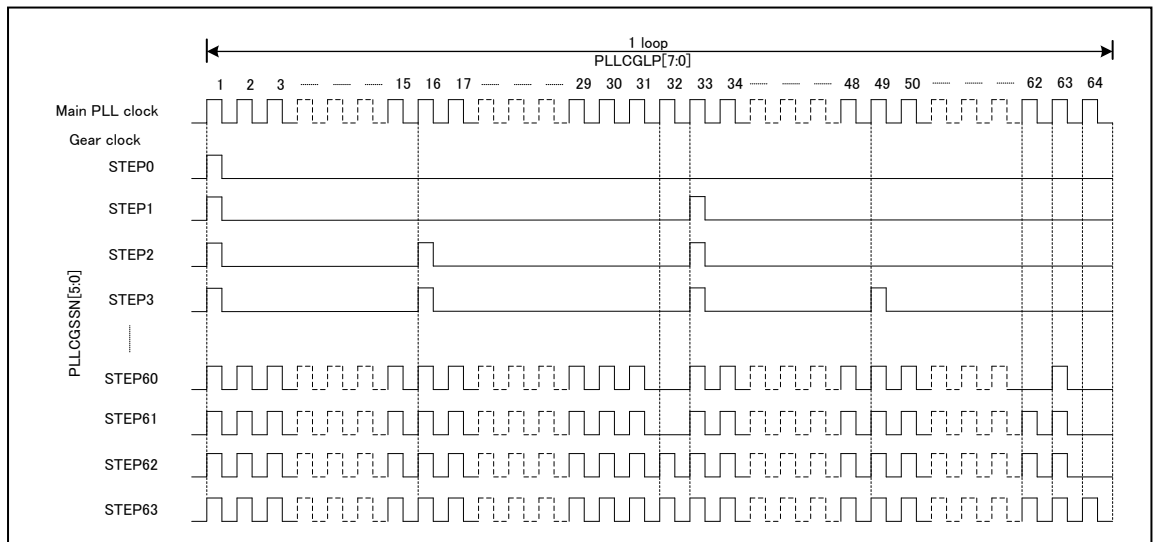 1 loop
PLLCGLP[7:0]
1 2 3 15 16 17 29 30 31 32 33 34 48 49 50 62 63 64
Main PLL clock
Gear clock
STEP0
STEP1
STEP2
STEP3
PLLCGSSN[5:0]
STEP60
STEP61
STEP62
STEP63